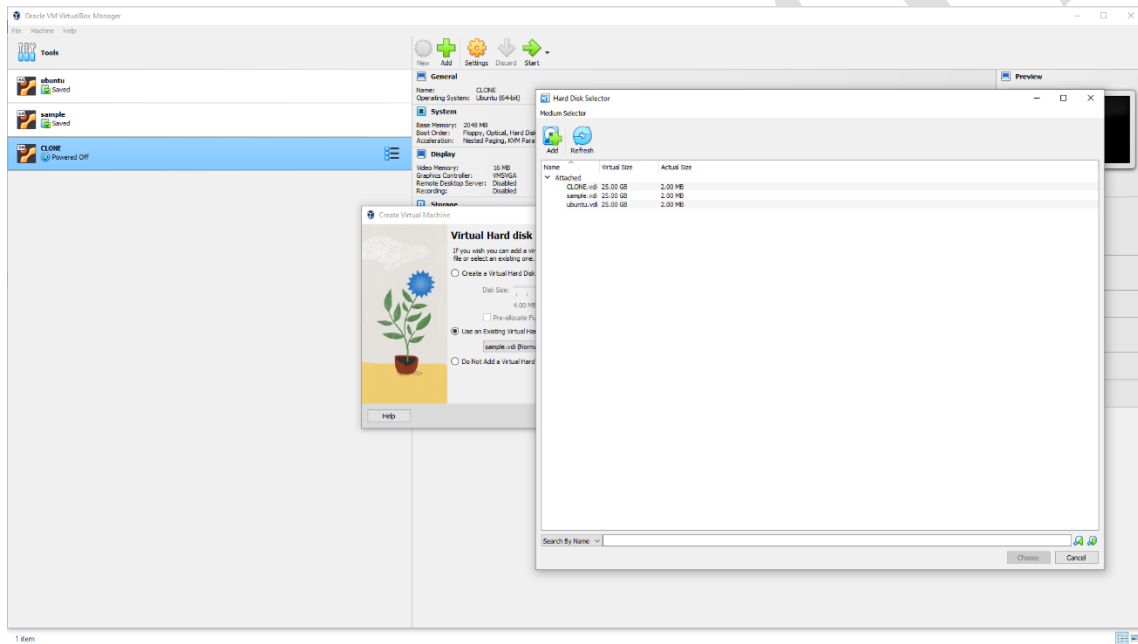 Oracle VM VirtualBox Manager
File Machine Help
Tools
New Add Settings Discard Start
ubuntu
Saved
sample
Saved
CLONE
Powered Off
General
Name: CLONE
Operating System: Ubuntu (64-bit)
System
Base Memory: 2048 MB
Boot Order: Floppy, Optical, Hard Disk
Acceleration: Nested Paging, KVM Para
Display
Video Memory: 16 MB
Graphics Controller: VMSVGA
Remote Desktop Server: Disabled
Recording: Disabled
Storage
Preview
Create Virtual Machine
Virtual Hard disk
If you wish you can add a vir
file or select an existing one.
Create a Virtual Hard Disk
Disk Size:
4.00 MB
Pre-allocate Fu
Use an Existing Virtual Har
sample.vdi (Norma
Do Not Add a Virtual Hard
Help
Hard Disk Selector
Medium Selector
Add Refresh
Name Virtual Size Actual Size
Attached
CLONE.vdi 25.00 GB 2.00 MB
sample.vdi 25.00 GB 2.00 MB
ubuntu.vdi 25.00 GB 2.00 MB
Search By Name
Choose Cancel
1 item